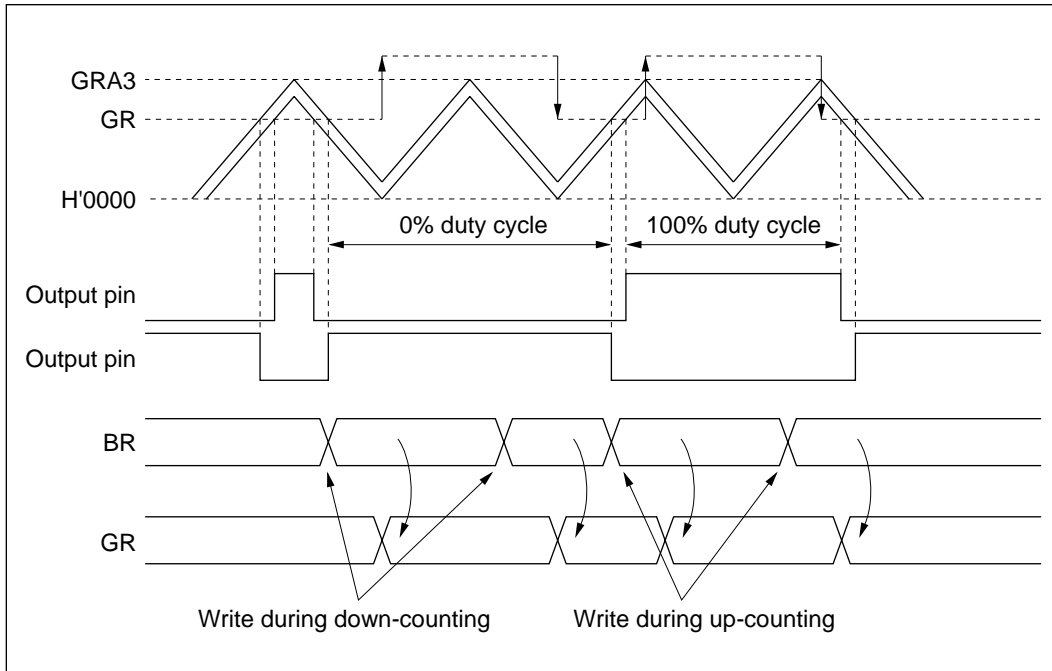 GRA3
GR
H'0000
0% duty cycle
100% duty cycle
Output pin
Output pin
BR
GR
Write during down-counting
Write during up-counting